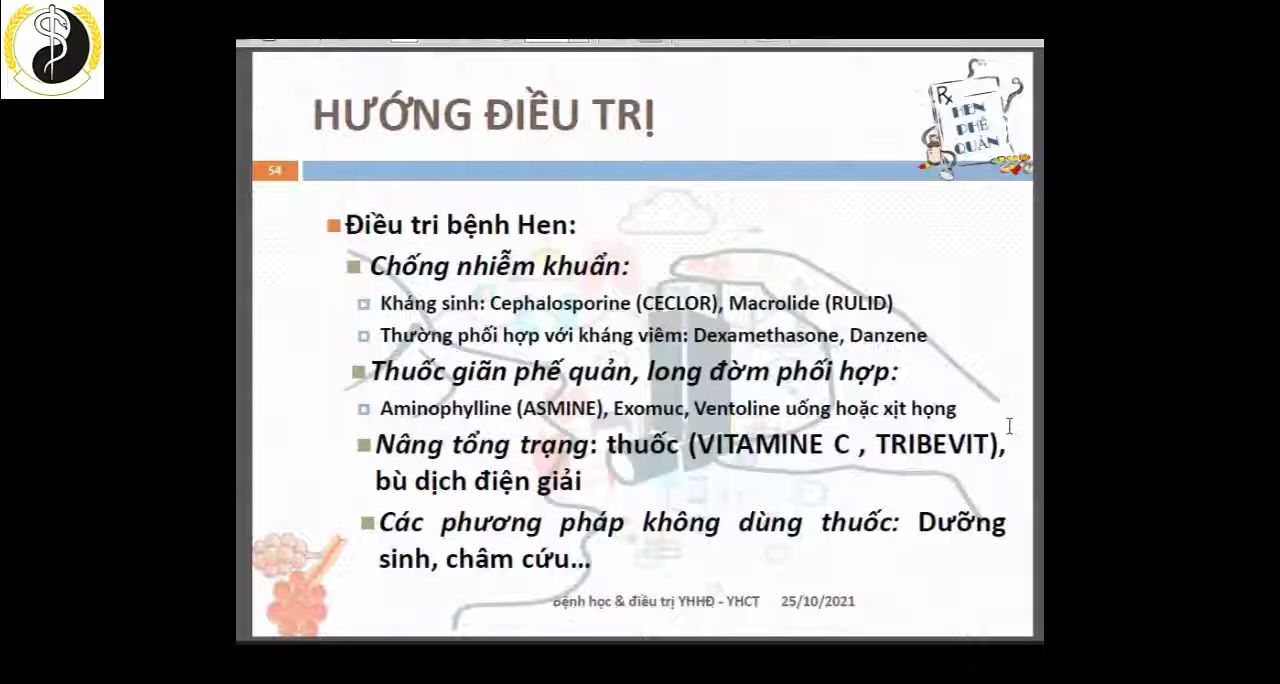 HƯỚNG ĐIỀU TRỊ
Rx
HEN
PHẾ
QUẢN
54
Điều tri bệnh Hen:
Chống nhiễm khuẩn:
Kháng sinh: Cephalosporine (CECLOR), Macrolide (RULID)
Thường phối hợp với kháng viêm: Dexamethasone, Danzene
Thuốc giãn phế quản, long đờm phối hợp:
Aminophylline (ASMINE), Exomuc, Ventoline uống hoặc xịt họng
Nâng tổng trạng: thuốc (VITAMINE C , TRIBEVIT),
bù dịch điện giải
Các phương pháp không dùng thuốc: Dưỡng
sinh, châm cứu...
Bệnh học & điều trị YHHĐ - YHCT 25/10/2021